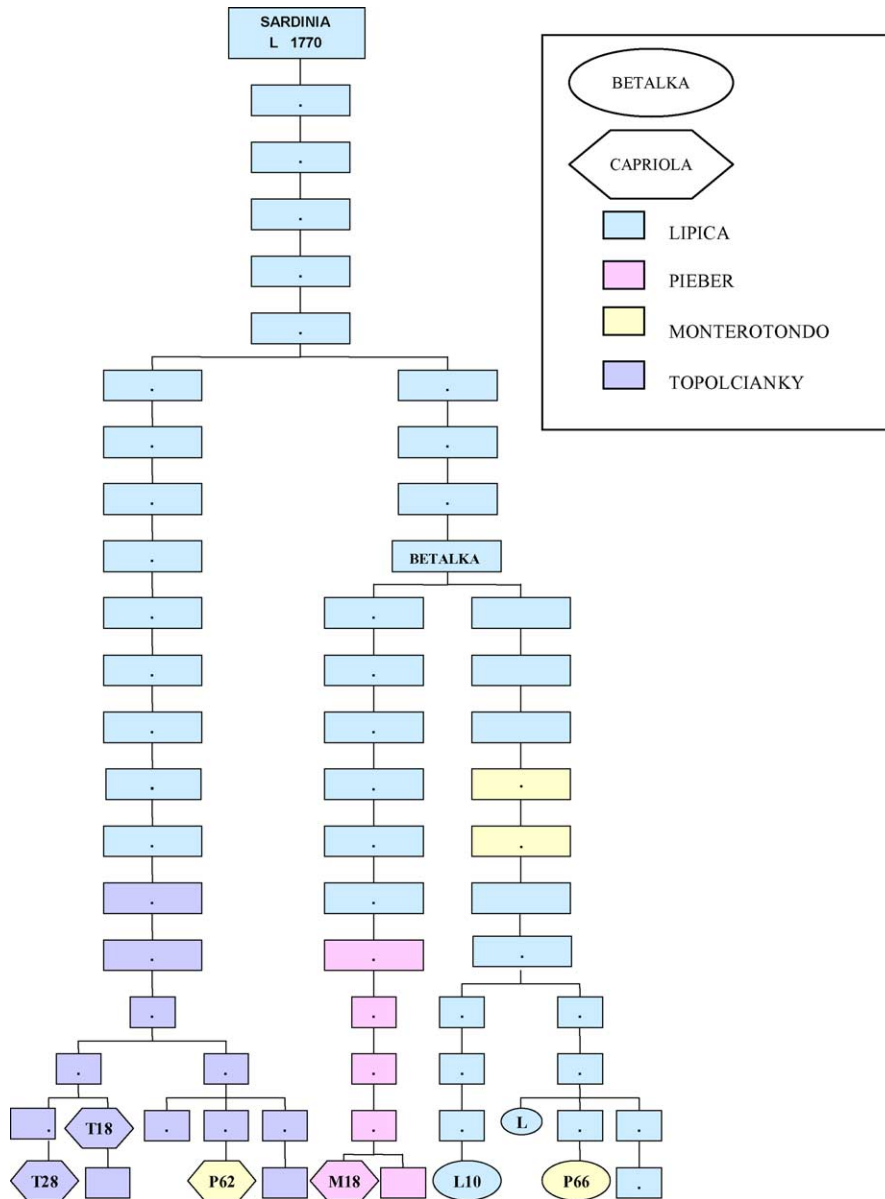 SARDINIA
L 1770
BETALKA
CAPRIOLA
LIPICA
PIEBER
MONTEROTONDO
TOPOLCIANKY
BETALKA
T18
L
T28
P62
M18
L10
P66